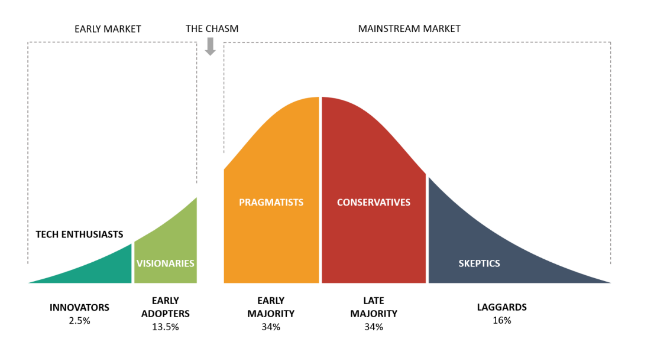 EARLY MARKET
THE CHASM
MAINSTREAM MARKET
TECH ENTHUSIASTS
VISIONARIES
PRAGMATISTS
CONSERVATIVES
SKEPTICS
INNOVATORS
2.5%
EARLY
ADOPTERS
13.5%
EARLY
MAJORITY
34%
LATE
MAJORITY
34%
LAGGARDS
16%